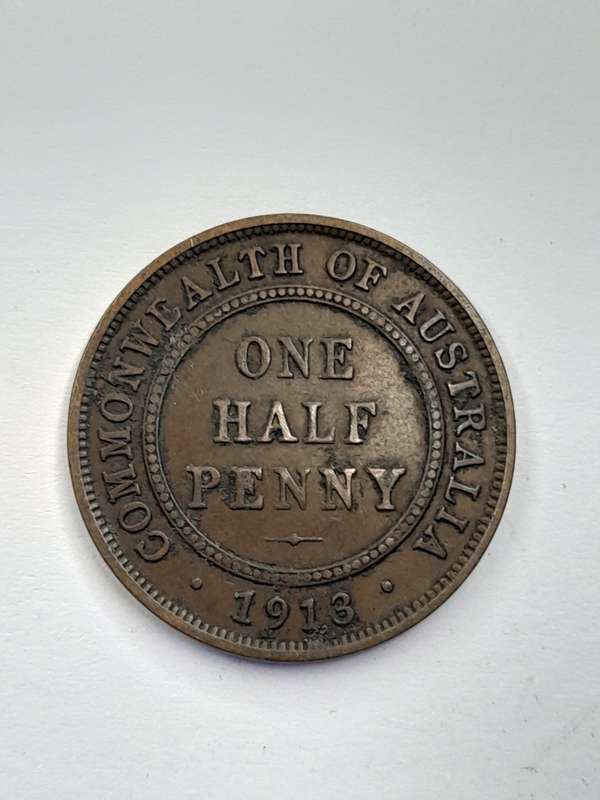 COMMONWEALTH OF AUSTRALIA
ONE
HALF
PENNY
· 1913 ·